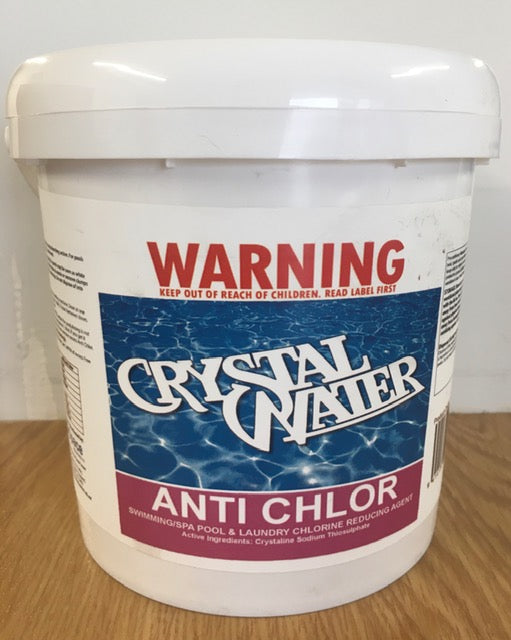 WARNING
KEEP OUT OF REACH OF CHILDREN. READ LABEL FIRST
CRYSTAL
WATER
ANTI CHLOR
SWIMMING/SPA POOL & LAUNDRY CHLORINE REDUCING AGENT
Active Ingredients: Crystaline Sodium Thiosulphate